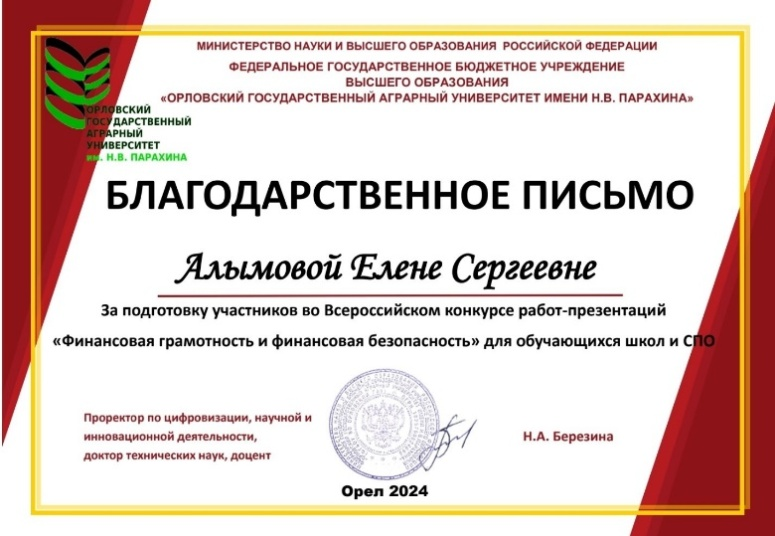 МИНИСТЕРСТВО НАУКИ И ВЫСШЕГО ОБРАЗОВАНИЯ РОССИЙСКОЙ ФЕДЕРАЦИИ
ФЕДЕРАЛЬНОЕ ГОСУДАРСТВЕННОЕ БЮДЖЕТНОЕ УЧРЕЖДЕНИЕ
ВЫСШЕГО ОБРАЗОВАНИЯ
«ОРЛОВСКИЙ ГОСУДАРСТВЕННЫЙ АГРАРНЫЙ УНИВЕРСИТЕТ ИМЕНИ Н.В. ПАРАХИНА»
ОРЛОВСКИЙ
ГОСУДАРСТВЕННЫЙ
АГРАРНЫЙ
УНИВЕРСИТЕТ
им. Н.В. ПАРАХИНА
БЛАГОДАРСТВЕННОЕ ПИСЬМО
Алымовой Елене Сергеевне
За подготовку участников во Всероссийском конкурсе работ-презентаций
«Финансовая грамотность и финансовая безопасность» для обучающихся школ и СПО
Проректор по цифровизации, научной и
инновационной деятельности,
доктор технических наук, доцент
Н.А. Березина
Орел 2024